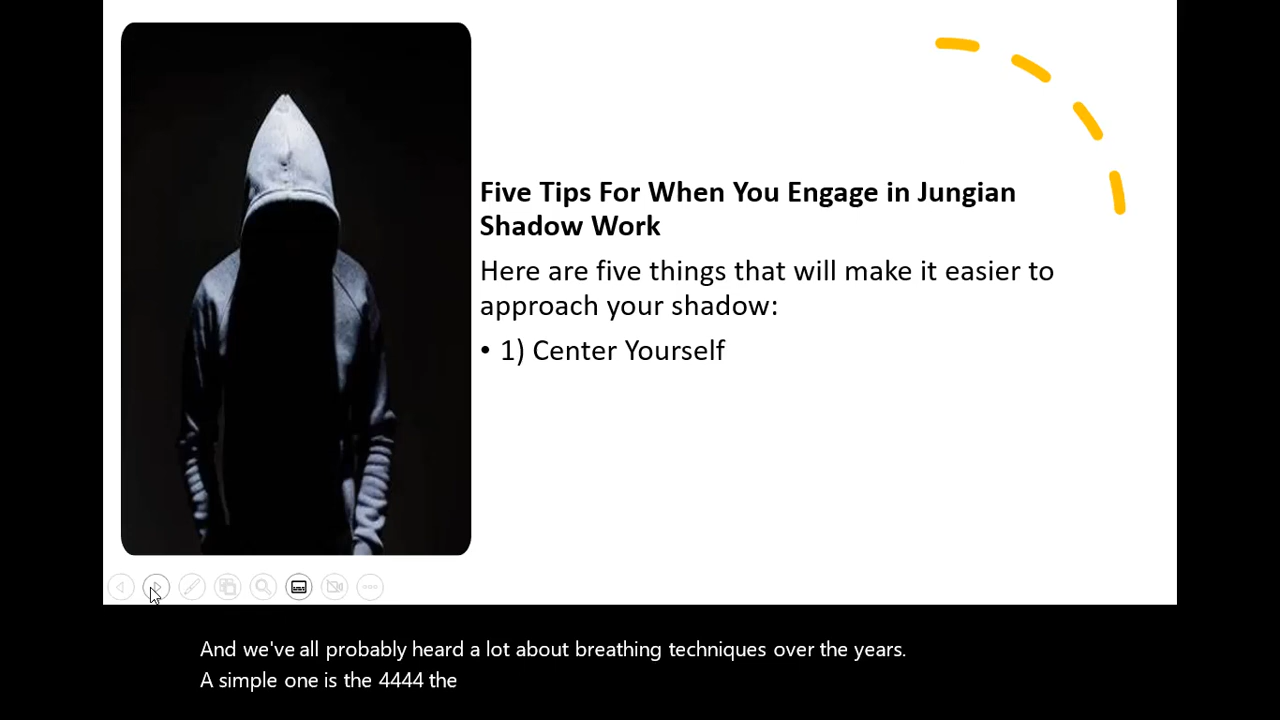 Five Tips For When You Engage in Jungian
Shadow Work
Here are five things that will make it easier to
approach your shadow:
• 1) Center Yourself
And we've all probably heard a lot about breathing techniques over the years.
A simple one is the 4444 the